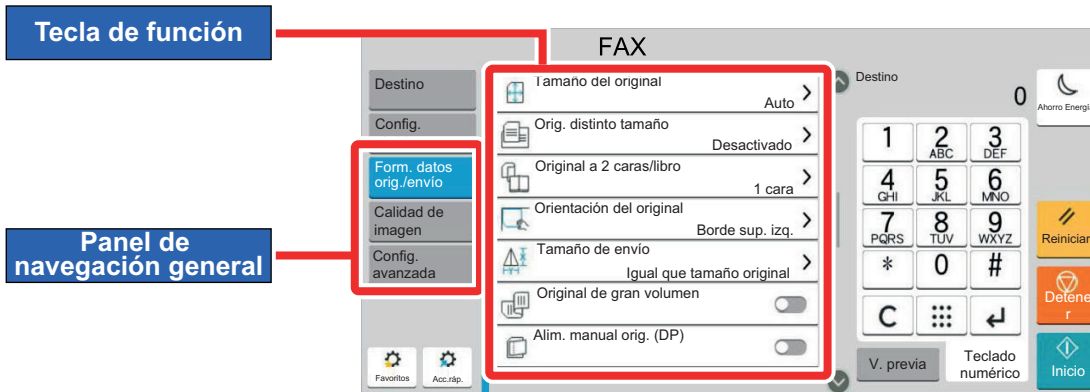 Tecla de función
FAX
Destino
Config.
Form. datos
orig./envío
Calidad de
imagen
Config.
avanzada
Panel de
navegación general
Favoritos
Acc.ráp.
Tamaño del original
Auto
Orig. distinto tamaño
Desactivado
Original a 2 caras/libro
1 cara
Orientación del original
Borde sup. izq.
Tamaño de envío
Igual que tamaño original
Original de gran volumen
Alim. manual orig. (DP)
Destino
0
1
2
ABC
3
DEF
4
GHI
5
JKL
6
MNO
7
PQRS
8
TUV
9
WXYZ
*
0
#
C
V. previa
Teclado
numérico
Ahorro Energía
Reiniciar
Detene
r
Inicio